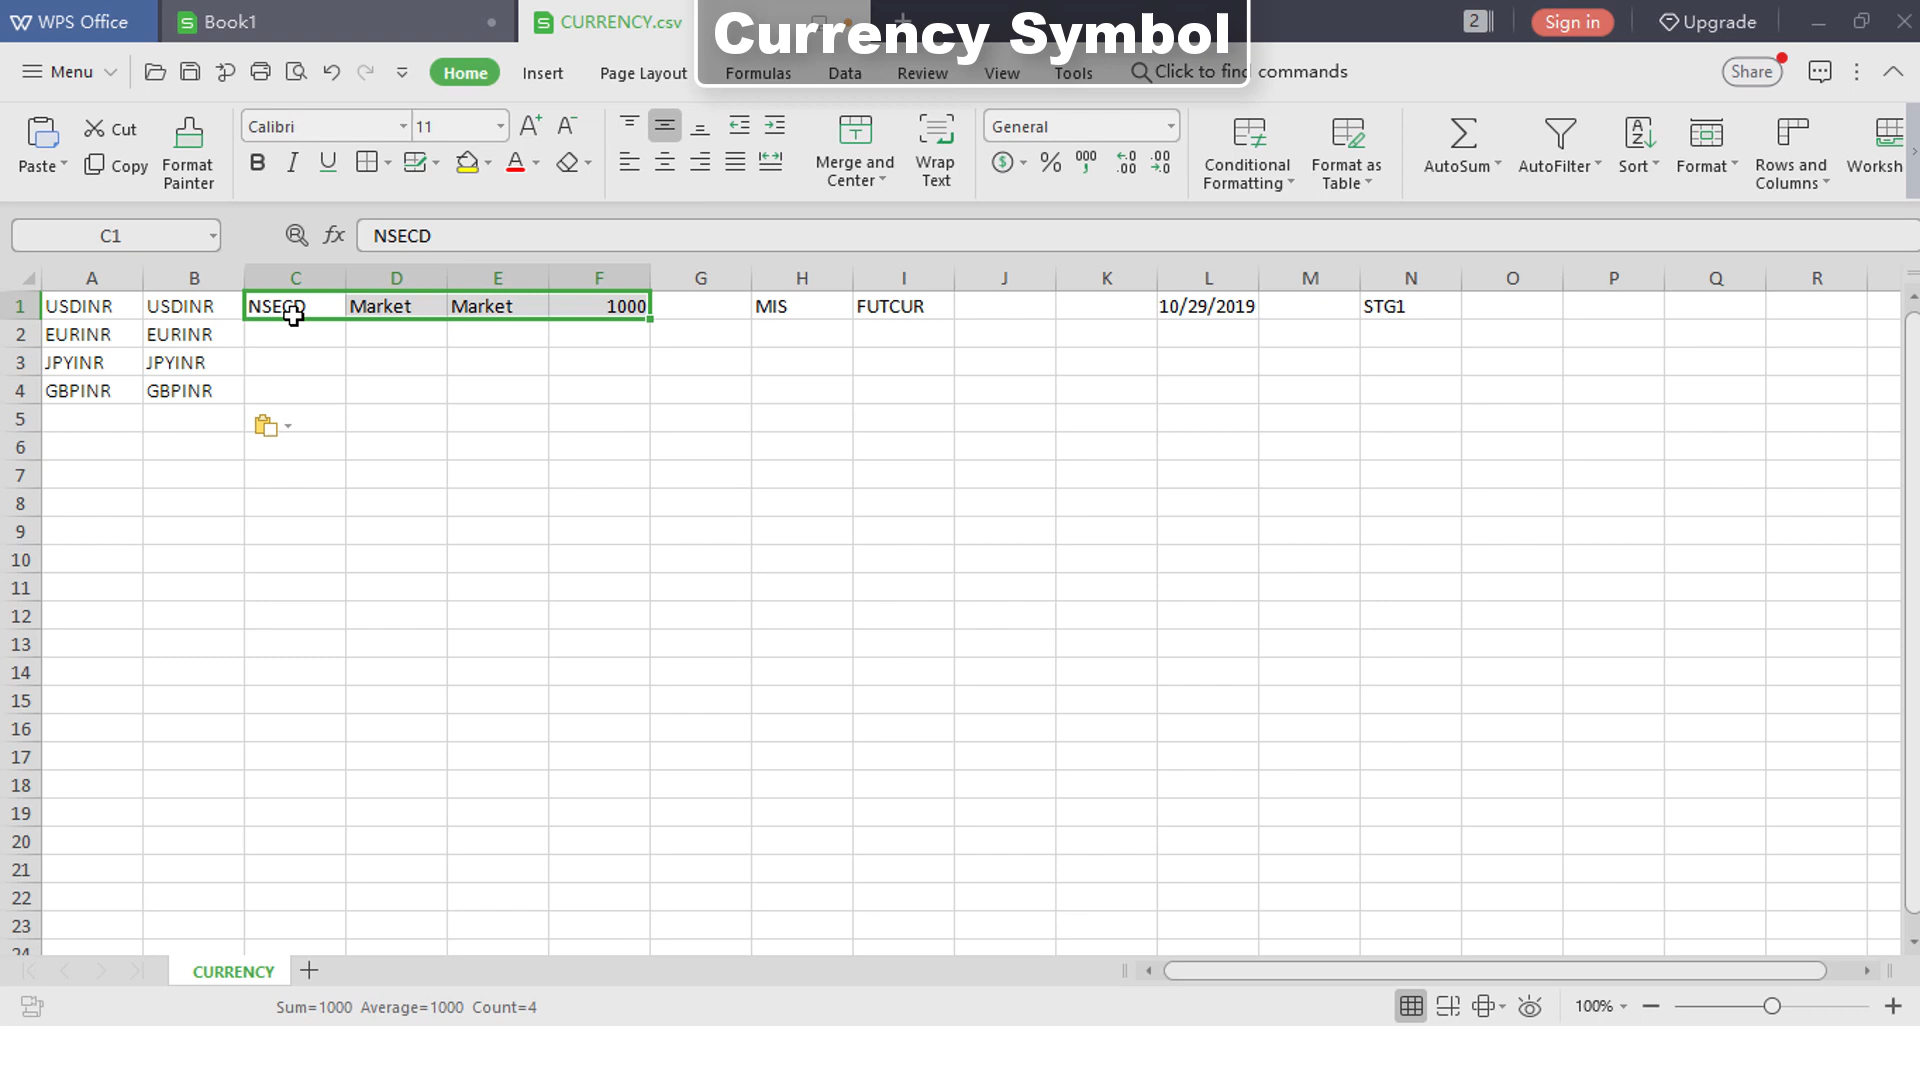 WPS Office Book1 CURRENCY.csv Currency Symbol 2 Sign in Upgrade
Menu Home Insert Page Layout Formulas Data Review View Tools Click to find commands Share
Cut Calibri 11 A+ A- General
Paste Copy Format Painter B I U A Merge and Center Wrap Text % 000 .00 Conditional Formatting Format as Table AutoSum AutoFilter Sort Format Rows and Columns Worksh
C1 fx NSECD
A B C D E F G H I J K L M N O P Q R
1 USDINR USDINR NSECD Market Market 1000 MIS FUTCUR 10/29/2019 STG1
2 EURINR EURINR
3 JPYINR JPYINR
4 GBPINR GBPINR
5
6
7
8
9
10
11
12
13
14
15
16
17
18
19
20
21
22
23
24
CURRENCY
Sum=1000 Average=1000 Count=4 100%